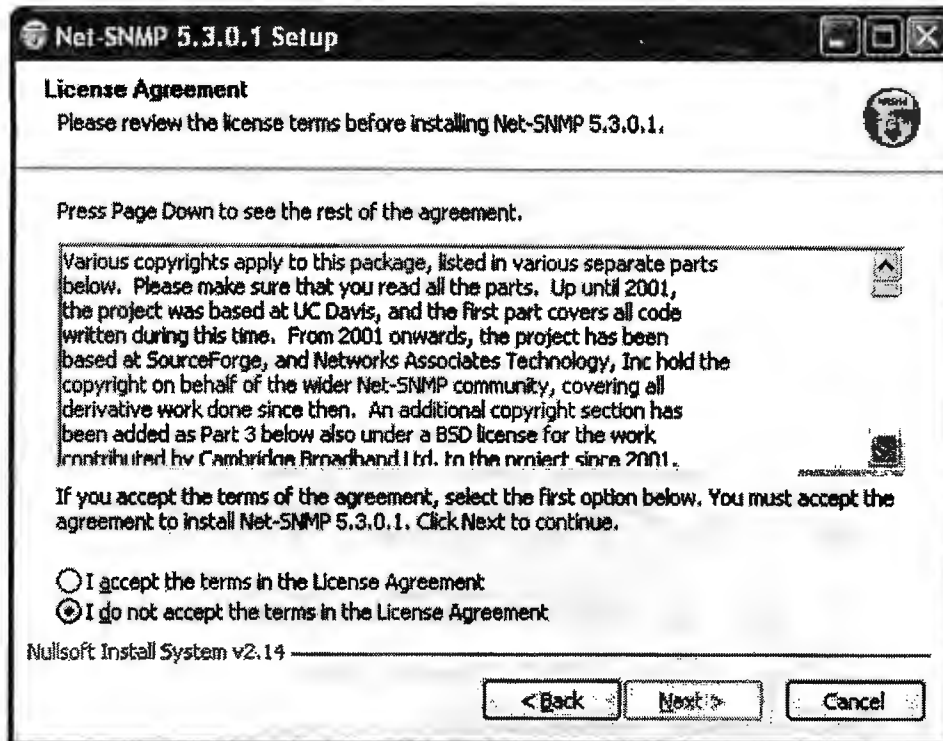 Net-SNMP 5.3.0.1 Setup
License Agreement
Please review the license terms before installing Net-SNMP 5.3.0.1.
Press Page Down to see the rest of the agreement.
Various copyrights apply to this package, listed in various separate parts
below. Please make sure that you read all the parts. Up until 2001,
the project was based at UC Davis, and the first part covers all code
written during this time. From 2001 onwards, the project has been
based at SourceForge, and Networks Associates Technology, Inc hold the
copyright on behalf of the wider Net-SNMP community, covering all
derivative work done since then. An additional copyright section has
been added as Part 3 below also under a BSD license for the work
contributed by Cambridge Broadband Ltd. to the project since 2001.
If you accept the terms of the agreement, select the first option below. You must accept the
agreement to install Net-SNMP 5.3.0.1. Click Next to continue.
I accept the terms in the License Agreement
I do not accept the terms in the License Agreement
Nullsoft Install System v2.14
< Back Next > Cancel